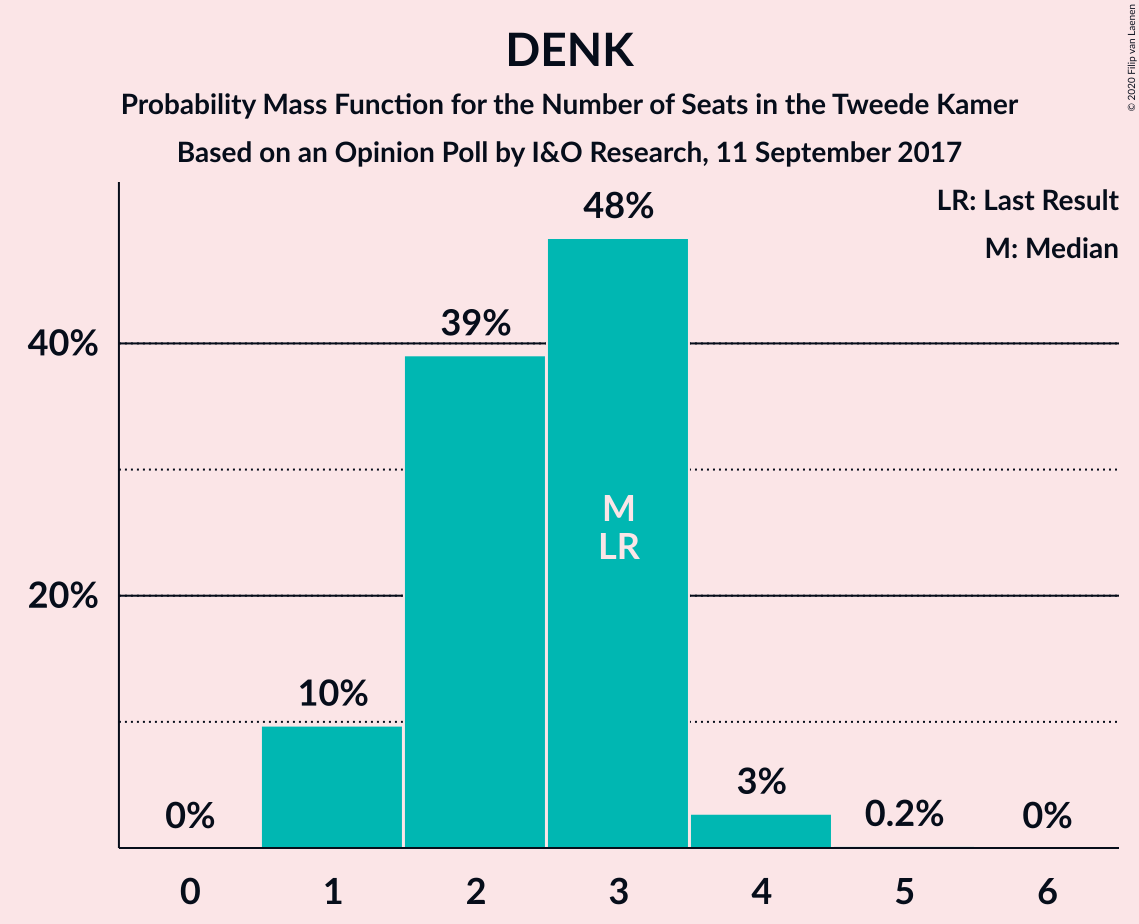 DENK
Probability Mass Function for the Number of Seats in the Tweede Kamer
Based on an Opinion Poll by I&O Research, 11 September 2017
© 2020 Filip van Laenen
LR: Last Result
M: Median
48%
39%
40%
M
LR
20%
10%
3%
0%
0.2%
0%
0 1 2 3 4 5 6